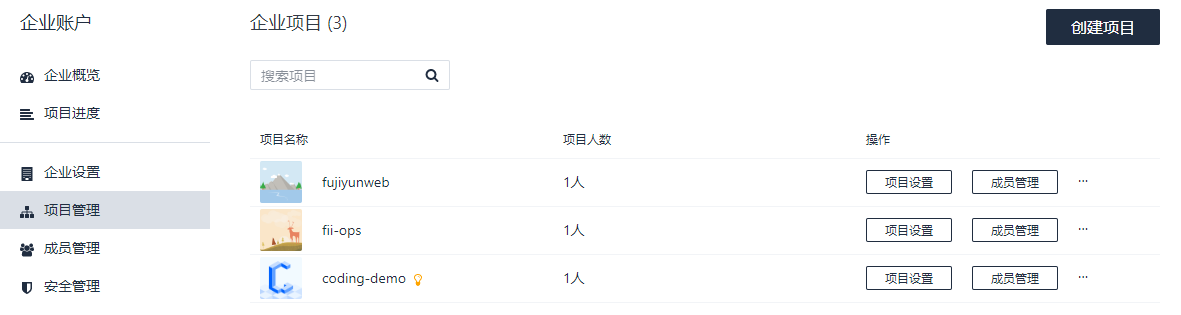 企业账户
企业概览
项目进度
企业设置
项目管理
成员管理
安全管理
企业项目 (3)
创建项目
搜索项目
项目名称 项目人数 操作
fujiyunweb 1人 项目设置 成员管理 ...
fii-ops 1人 项目设置 成员管理 ...
coding-demo 1人 项目设置 成员管理 ...